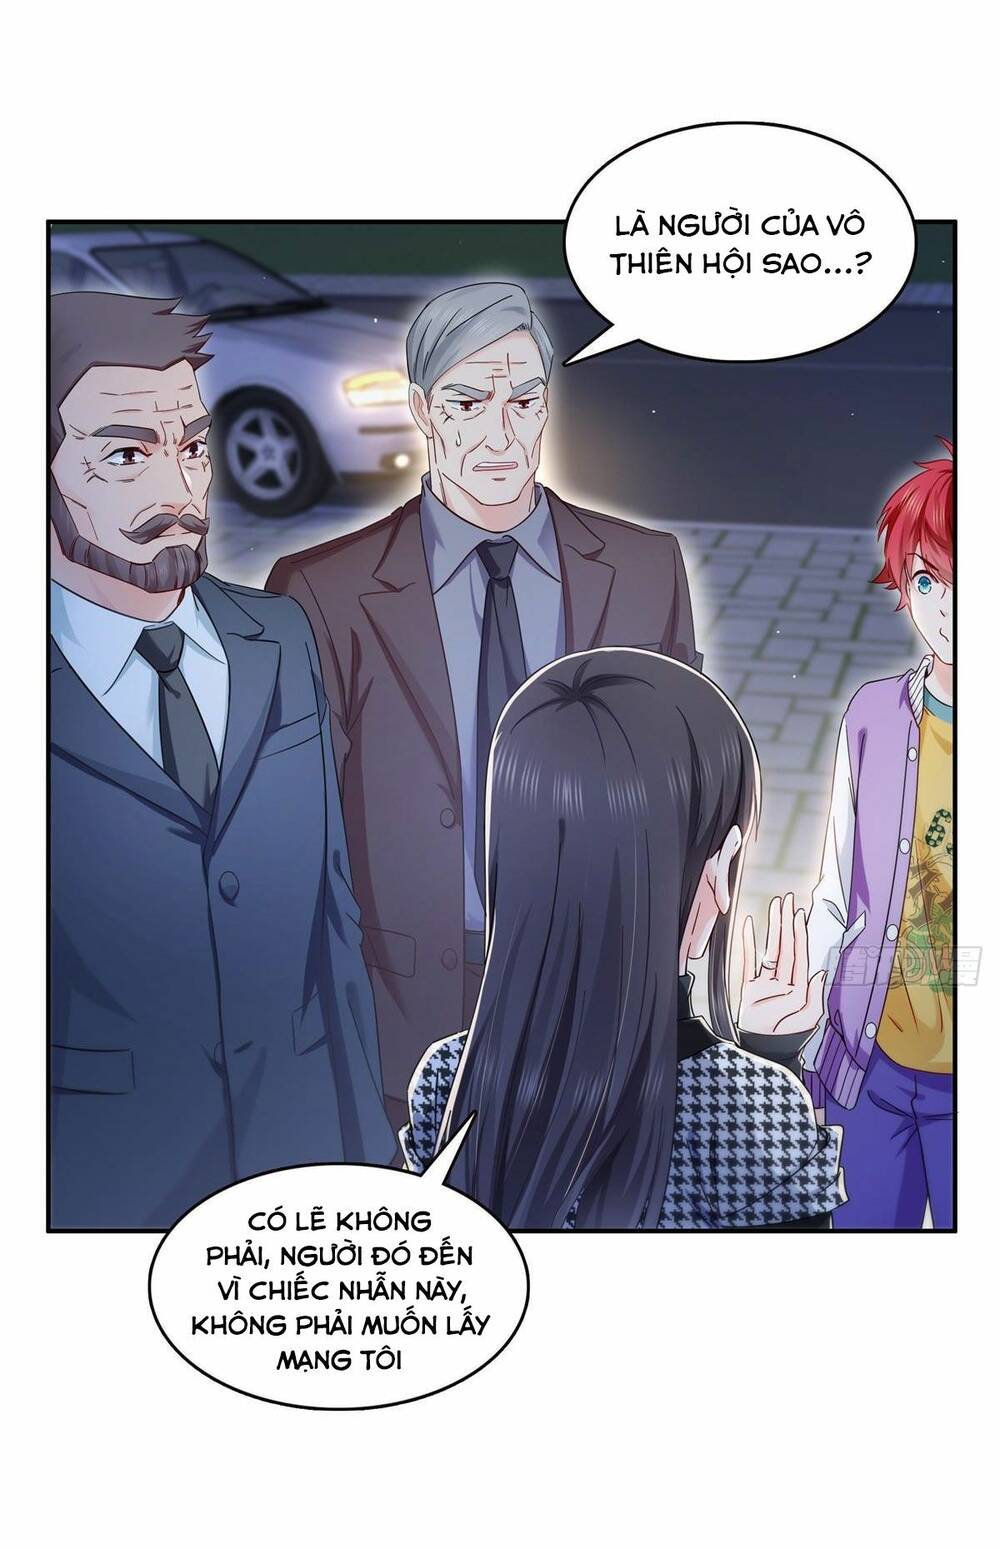 LÀ NGƯỜI CỦA VÔ
THIÊN HỘI SAO...?
CÓ LẼ KHÔNG
PHẢI, NGƯỜI ĐÓ ĐẾN
VÌ CHIẾC NHẪN NÀY,
KHÔNG PHẢI MUỐN LẤY
MẠNG TÔI